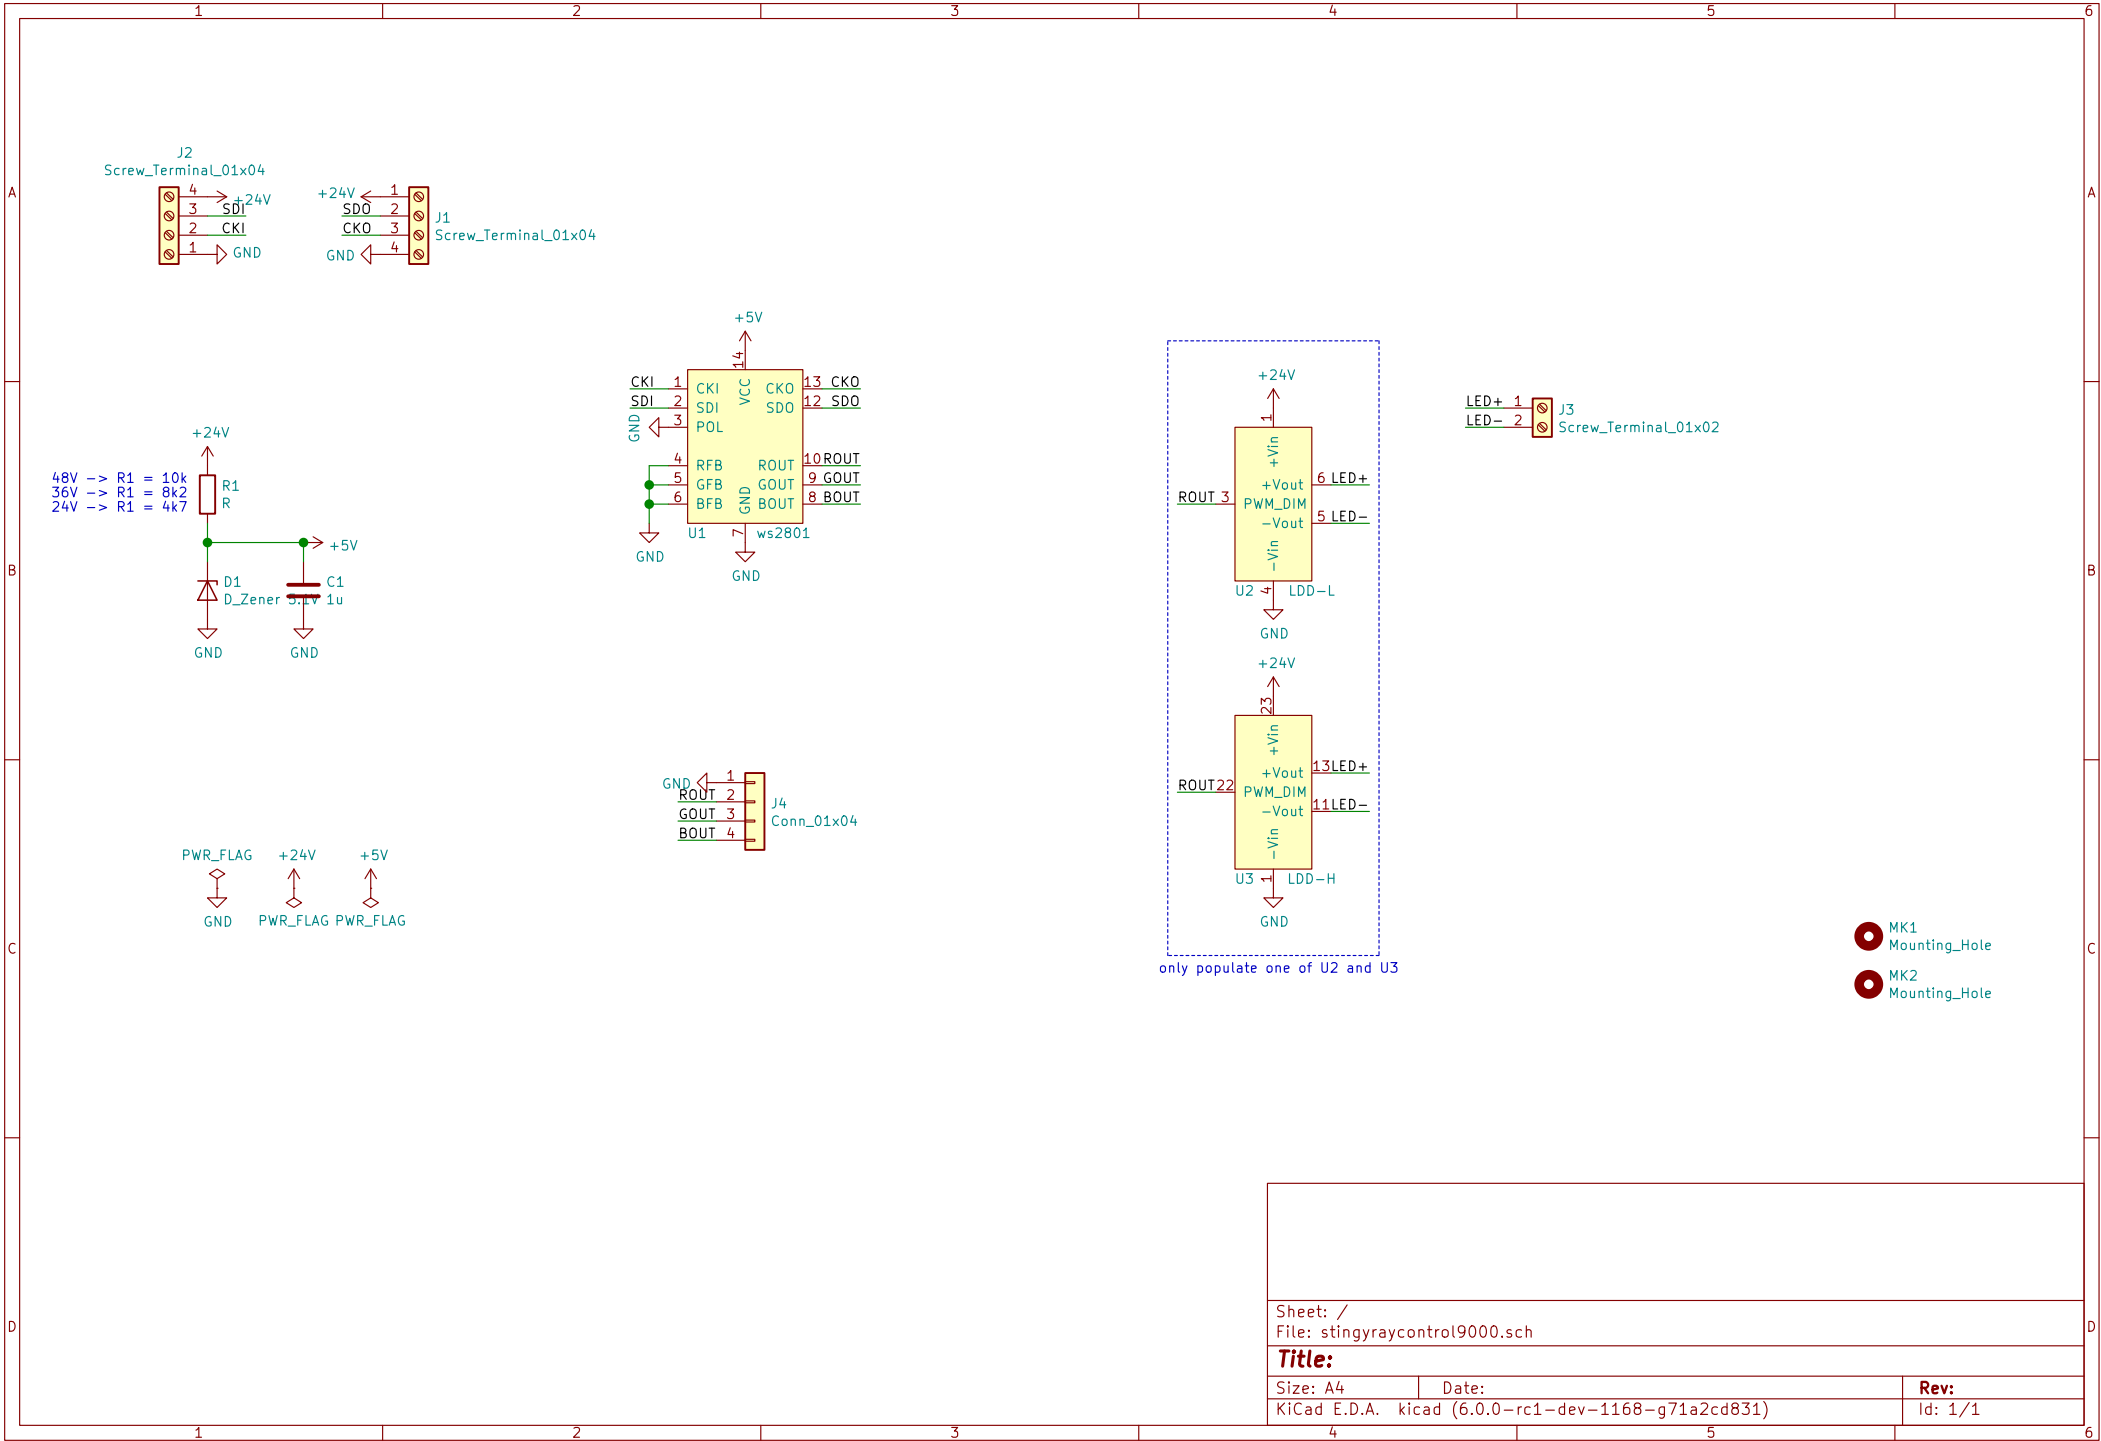 1 2 3 4 5 6
A A
B B
C C
D D
J2
Screw_Terminal_01x04
4 +24V
3 SDI
2 CKI
1 GND
+24V 1
SDO 2
CKO 3
GND 4
J1
Screw_Terminal_01x04
+24V
48V -> R1 = 10k
36V -> R1 = 8k2
24V -> R1 = 4k7
R1
R
+5V
D1
D_Zener 5.1V
C1
1u
GND
GND
PWR_FLAG
GND
+24V
PWR_FLAG
+5V
PWR_FLAG
+5V
14
VCC
CKI 1 CKI
SDI 2 SDI
GND 3 POL
4 RFB
5 GFB
6 BFB
GND
CKO 13 CKO
SDO 12 SDO
ROUT 10 ROUT
GOUT 9 GOUT
BOUT 8 BOUT
GND
7
U1
ws2801
GND
GND 1
ROUT 2
GOUT 3
BOUT 4
J4
Conn_01x04
+24V
1
+Vin
+Vout 6 LED+
ROUT 3 PWM_DIM
-Vout 5 LED-
-Vin
4
U2
LDD-L
GND
+24V
23
+Vin
+Vout 13 LED+
ROUT 22 PWM_DIM
-Vout 11 LED-
-Vin
1
U3
LDD-H
GND
only populate one of U2 and U3
LED+ 1
LED- 2
J3
Screw_Terminal_01x02
MK1
Mounting_Hole
MK2
Mounting_Hole
Sheet: /
File: stingyraycontrol9000.sch
Title:
Size: A4 Date: Rev:
KiCad E.D.A. kicad (6.0.0-rc1-dev-1168-g71a2cd831) Id: 1/1
1 2 3 4 5 6